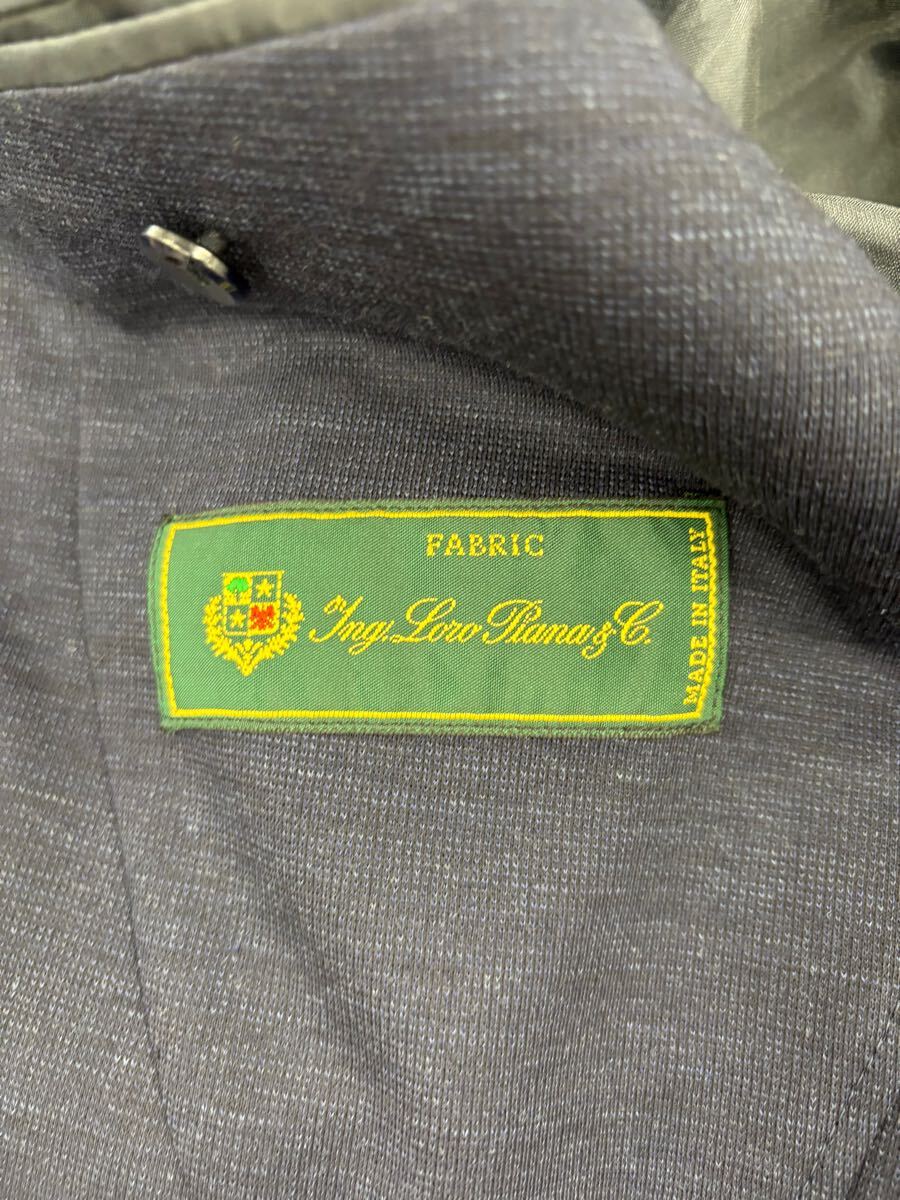 FABRIC
Ing. Loro Piana & C.
MADE IN ITALY